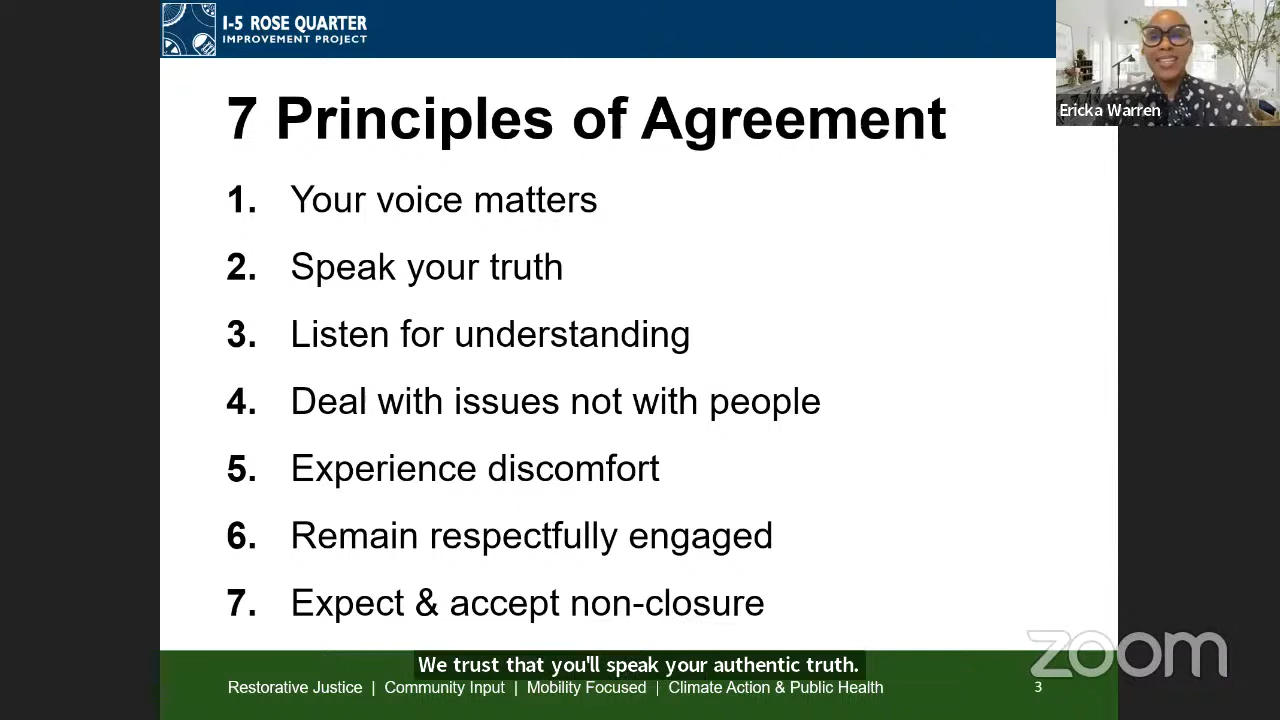 I-5 ROSE QUARTER
IMPROVEMENT PROJECT
Ericka Warren
7 Principles of Agreement
1. Your voice matters
2. Speak your truth
3. Listen for understanding
4. Deal with issues not with people
5. Experience discomfort
6. Remain respectfully engaged
7. Expect & accept non-closure
We trust that you'll speak your authentic truth.
Restorative Justice | Community Input | Mobility Focused | Climate Action & Public Health 3
zoom